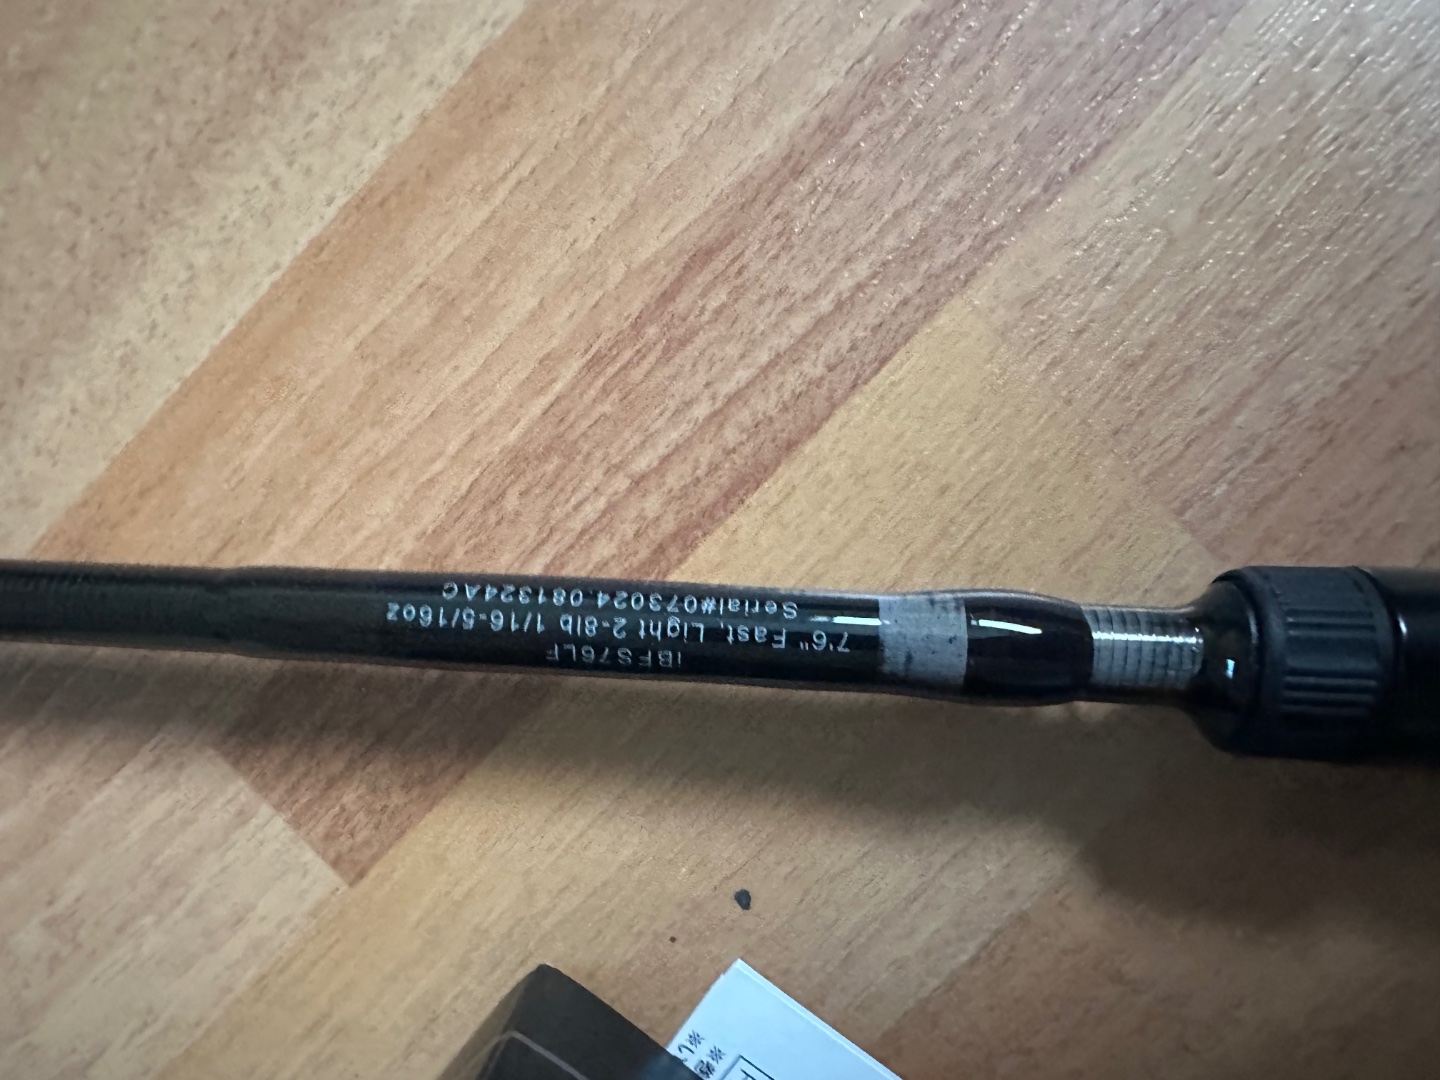 iBFS76LF
7'6" Fast, Light 2-8lb 1/16-5/16oz
Serial#073024.081324AC